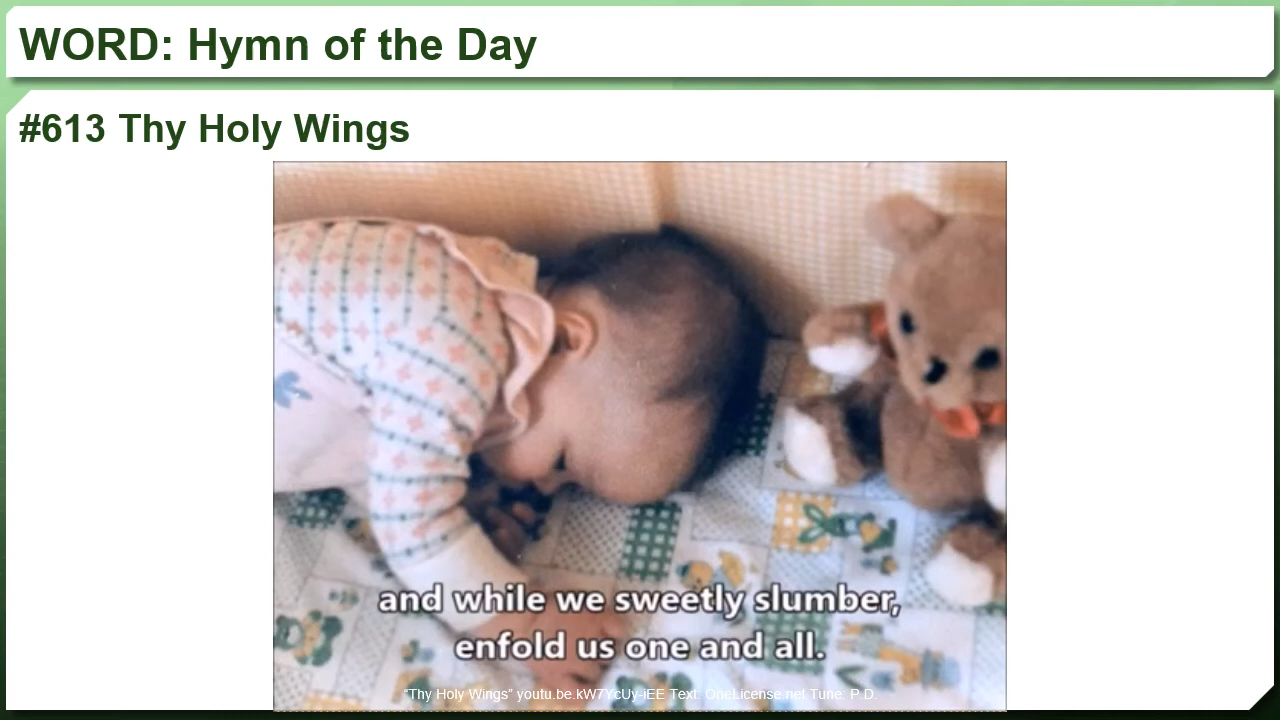 WORD: Hymn of the Day
#613 Thy Holy Wings
and while we sweetly slumber,
enfold us one and all.
"Thy Holy Wings" youtu.be.kW7YcUy-iEE Text: OneLicense.net Tune: P.D.